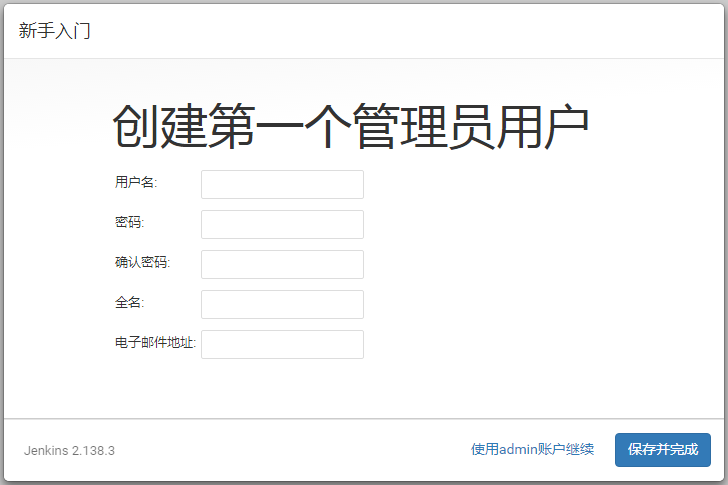 新手入门
创建第一个管理员用户
用户名:
密码:
确认密码:
全名:
电子邮件地址:
Jenkins 2.138.3
使用admin账户继续
保存并完成